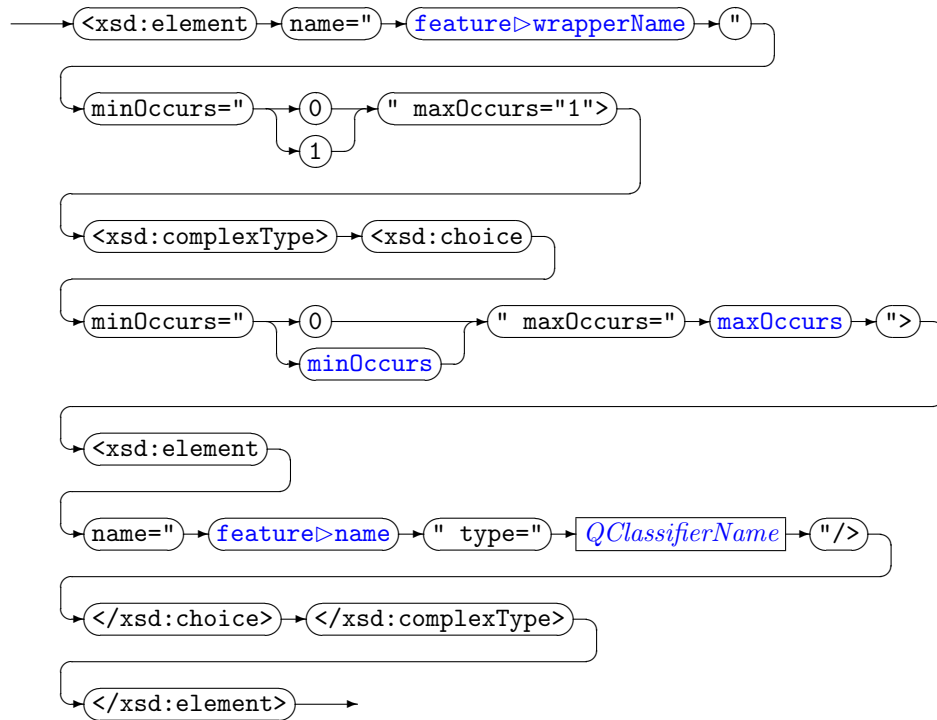 <xsd:element name=" feature▷wrapperName "
minOccurs=" 0 " maxOccurs="1">
1
<xsd:complexType> <xsd:choice
minOccurs=" 0 " maxOccurs=" maxOccurs ">
minOccurs
<xsd:element
name=" feature▷name " type=" QClassifierName "/>
</xsd:choice> </xsd:complexType>
</xsd:element>